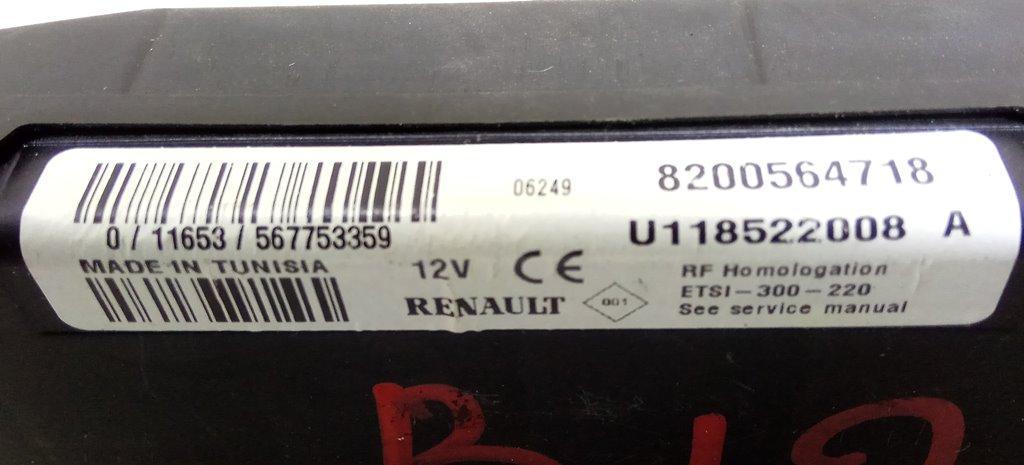 06249 8200564718
0 / 11653 / 567753359 U118522008 A
MADE IN TUNISIA 12V CE RF Homologation
ETSI-300-220
RENAULT 001 See service manual